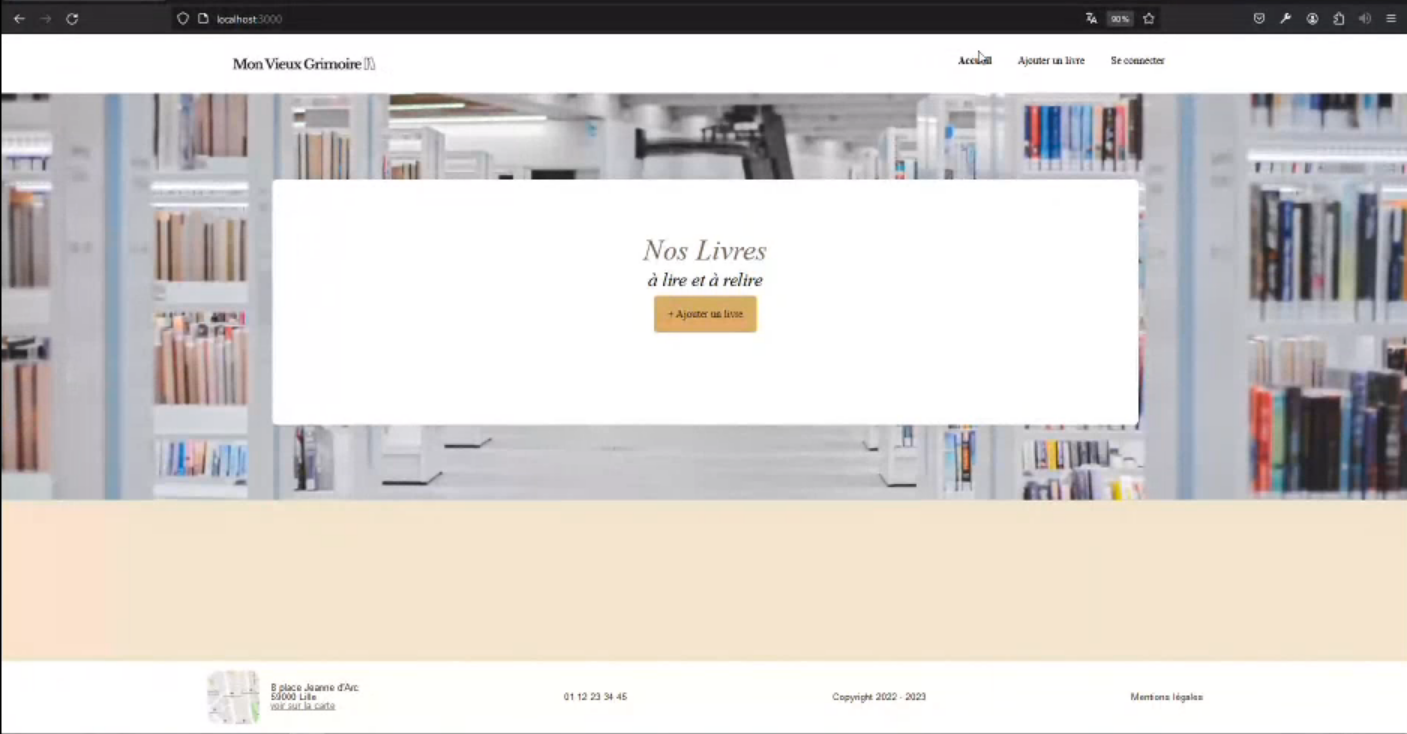 localhost:3000
90%
Mon Vieux Grimoire
Accueil
Ajouter un livre
Se connecter
Nos Livres
à lire et à relire
+ Ajouter un livre
8 place Jeanne d'Arc
59000 Lille
voir sur la carte
01 12 23 34 45
Copyright 2022 - 2023
Mentions légales